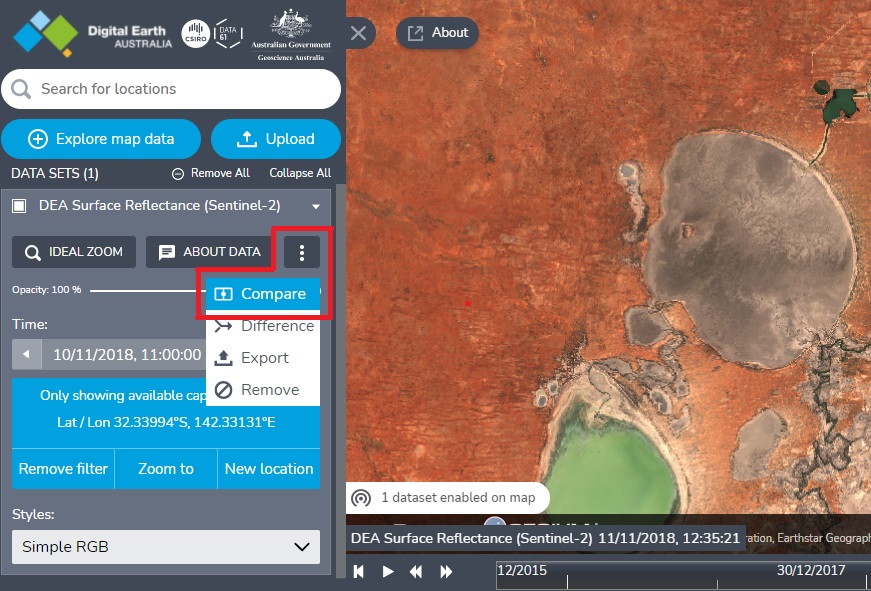 Digital Earth
AUSTRALIA
CSIRO
DATA
61
Australian Government
Geoscience Australia
About
Search for locations
Explore map data
Upload
DATA SETS (1)
Remove All
Collapse All
DEA Surface Reflectance (Sentinel-2)
IDEAL ZOOM
ABOUT DATA
Opacity: 100 %
%
Compare
Difference
Export
Remove
Time:
10/11/2018, 11:00:00
Only showing available cap
Lat / Lon 32.33994°S, 142.33131°E
Remove filter
Zoom to
New location
Styles:
Simple RGB
1 dataset enabled on map
DEA Surface Reflectance (Sentinel-2) 11/11/2018, 12:35:21
ration, Earthstar Geograph
12/2015
30/12/2017